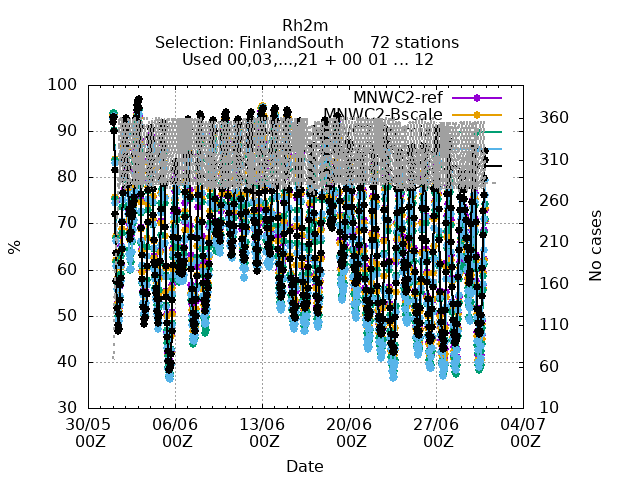 Rh2m
Selection: FinlandSouth 72 stations
Used 00,03,...,21 + 00 01 ... 12
MNWC2-ref
MNWC2-Bscale
100
90
80
70
60
50
40
30
%
360
310
260
210
160
110
60
10
No cases
30/05 06/06 13/06 20/06 27/06 04/07
00Z 00Z 00Z 00Z 00Z 00Z
Date